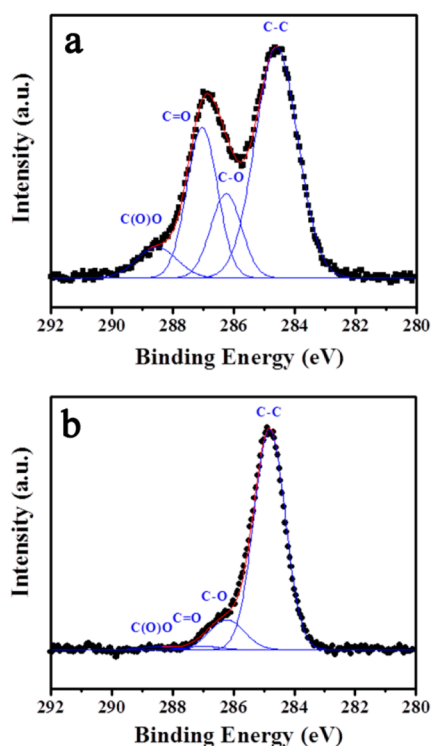 a
C-C
C=O
C-O
C(O)O
Intensity (a.u.)
292 290 288 286 284 282 280
Binding Energy (eV)
b
C-C
C-O
C=O
C(O)O
Intensity (a.u.)
292 290 288 286 284 282 280
Binding Energy (eV)